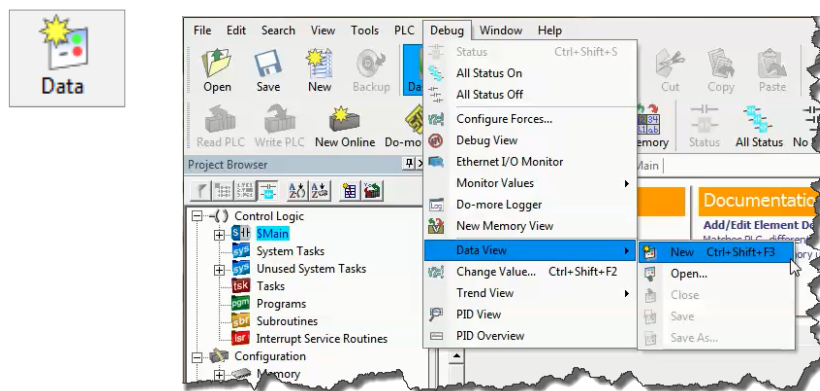 Data
File Edit Search View Tools PLC Debug Window Help
Open Save New Backup
Cut Copy Paste
Read PLC Write PLC New Online
Status All Status
Project Browser
Control Logic
$Main
System Tasks
Unused System Tasks
Tasks
Programs
Subroutines
Interrupt Service Routines
Configuration
Memory
Status Ctrl+Shift+S
All Status On
All Status Off
Configure Forces...
Debug View
Ethernet I/O Monitor
Monitor Values
Do-more Logger
New Memory View
Data View
Change Value... Ctrl+Shift+F2
Trend View
PID View
PID Overview
New Ctrl+Shift+F3
Open...
Close
Save
Save As...
Add/Edit Element